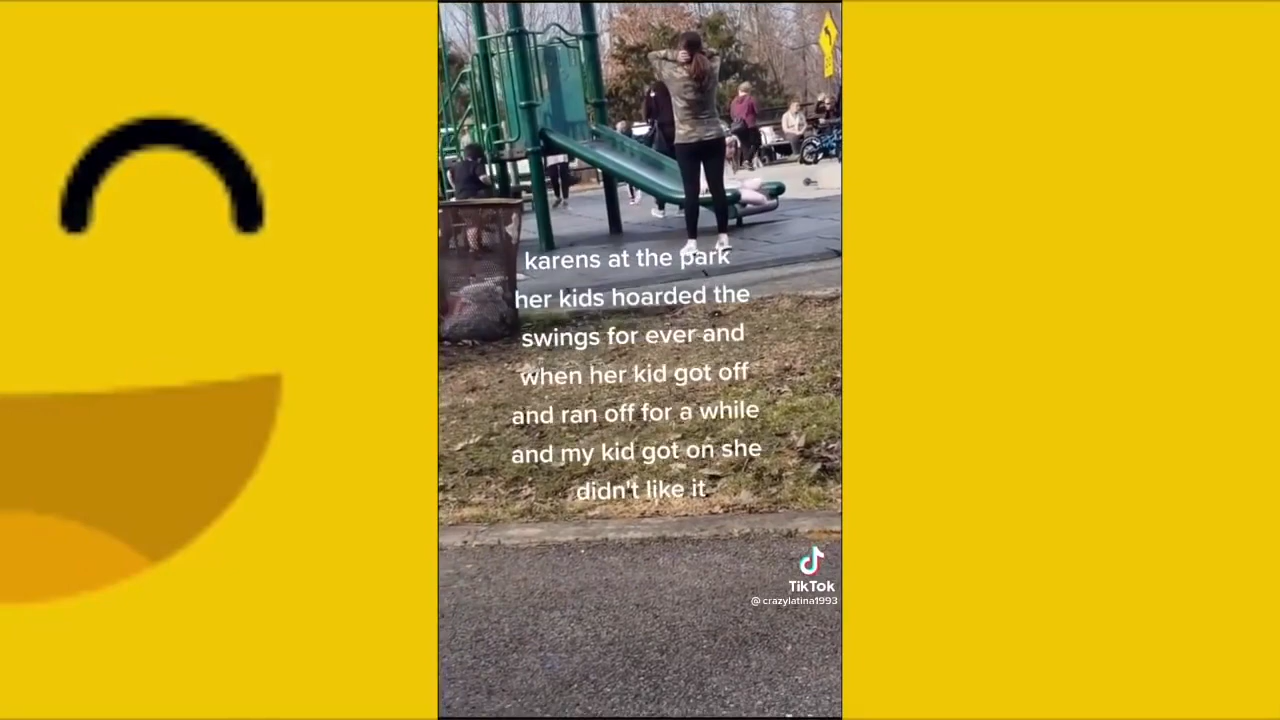 karens at the park
her kids hoarded the
swings for ever and
when her kid got off
and ran off for a while
and my kid got on she
didn't like it
TikTok
@crazylatina1993